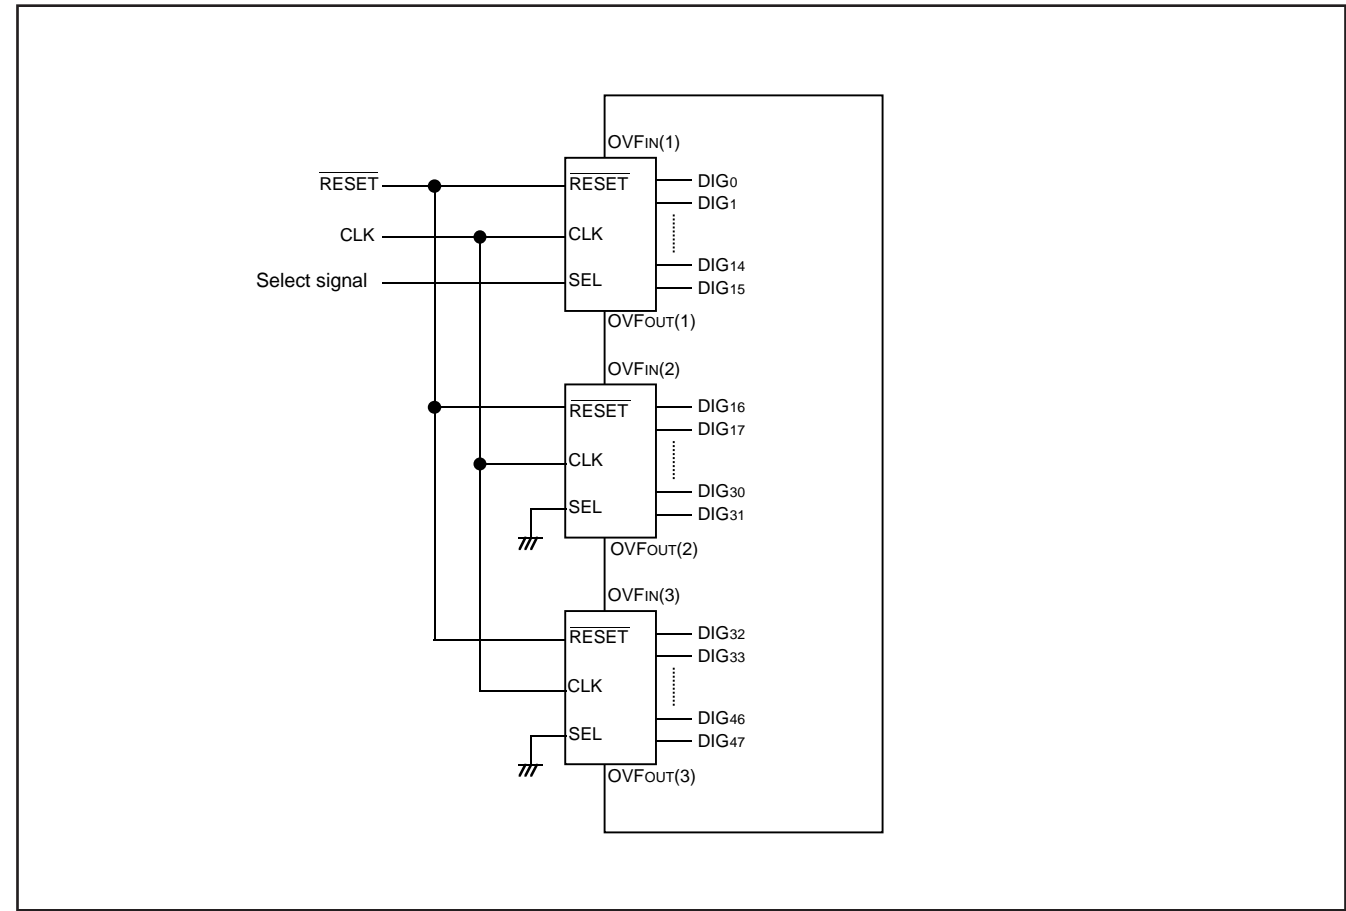 OVFIN(1)
RESET
RESET
DIG0
DIG1
CLK
CLK
DIG14
Select signal
SEL
DIG15
OVFOUT(1)
OVFIN(2)
RESET
DIG16
DIG17
CLK
DIG30
SEL
DIG31
OVFOUT(2)
OVFIN(3)
RESET
DIG32
DIG33
CLK
DIG46
SEL
DIG47
OVFOUT(3)